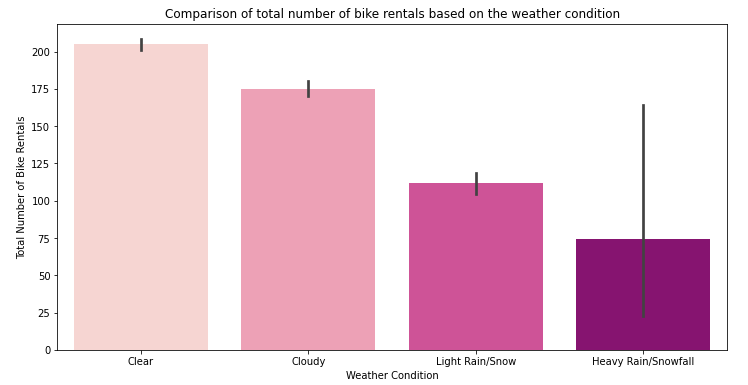 Comparison of total number of bike rentals based on the weather condition
Total Number of Bike Rentals
200
175
150
125
100
75
50
25
0
Clear
Cloudy
Light Rain/Snow
Heavy Rain/Snowfall
Weather Condition